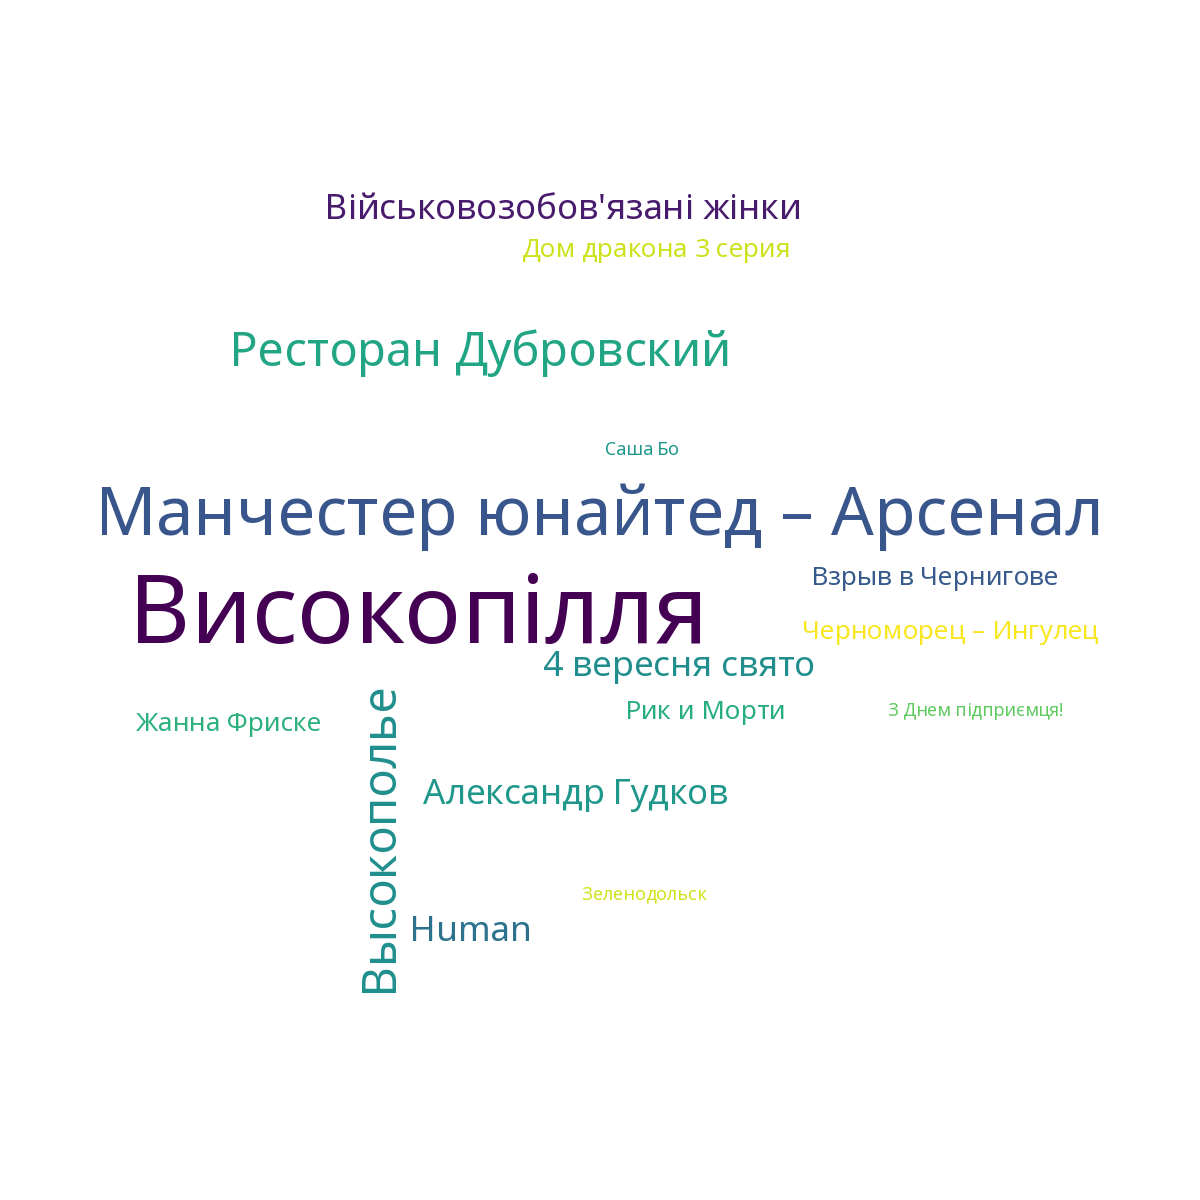 Військовозобов'язані жінки
Дом дракона 3 серия
Ресторан Дубровский
Саша Бо
Манчестер юнайтед – Арсенал
Взрыв в Чернигове
Високопілля
Черноморец – Ингулец
4 вересня свято
Жанна Фриске
Рик и Морти
З Днем підприємця!
Высокополье
Александр Гудков
Зеленодольск
Human